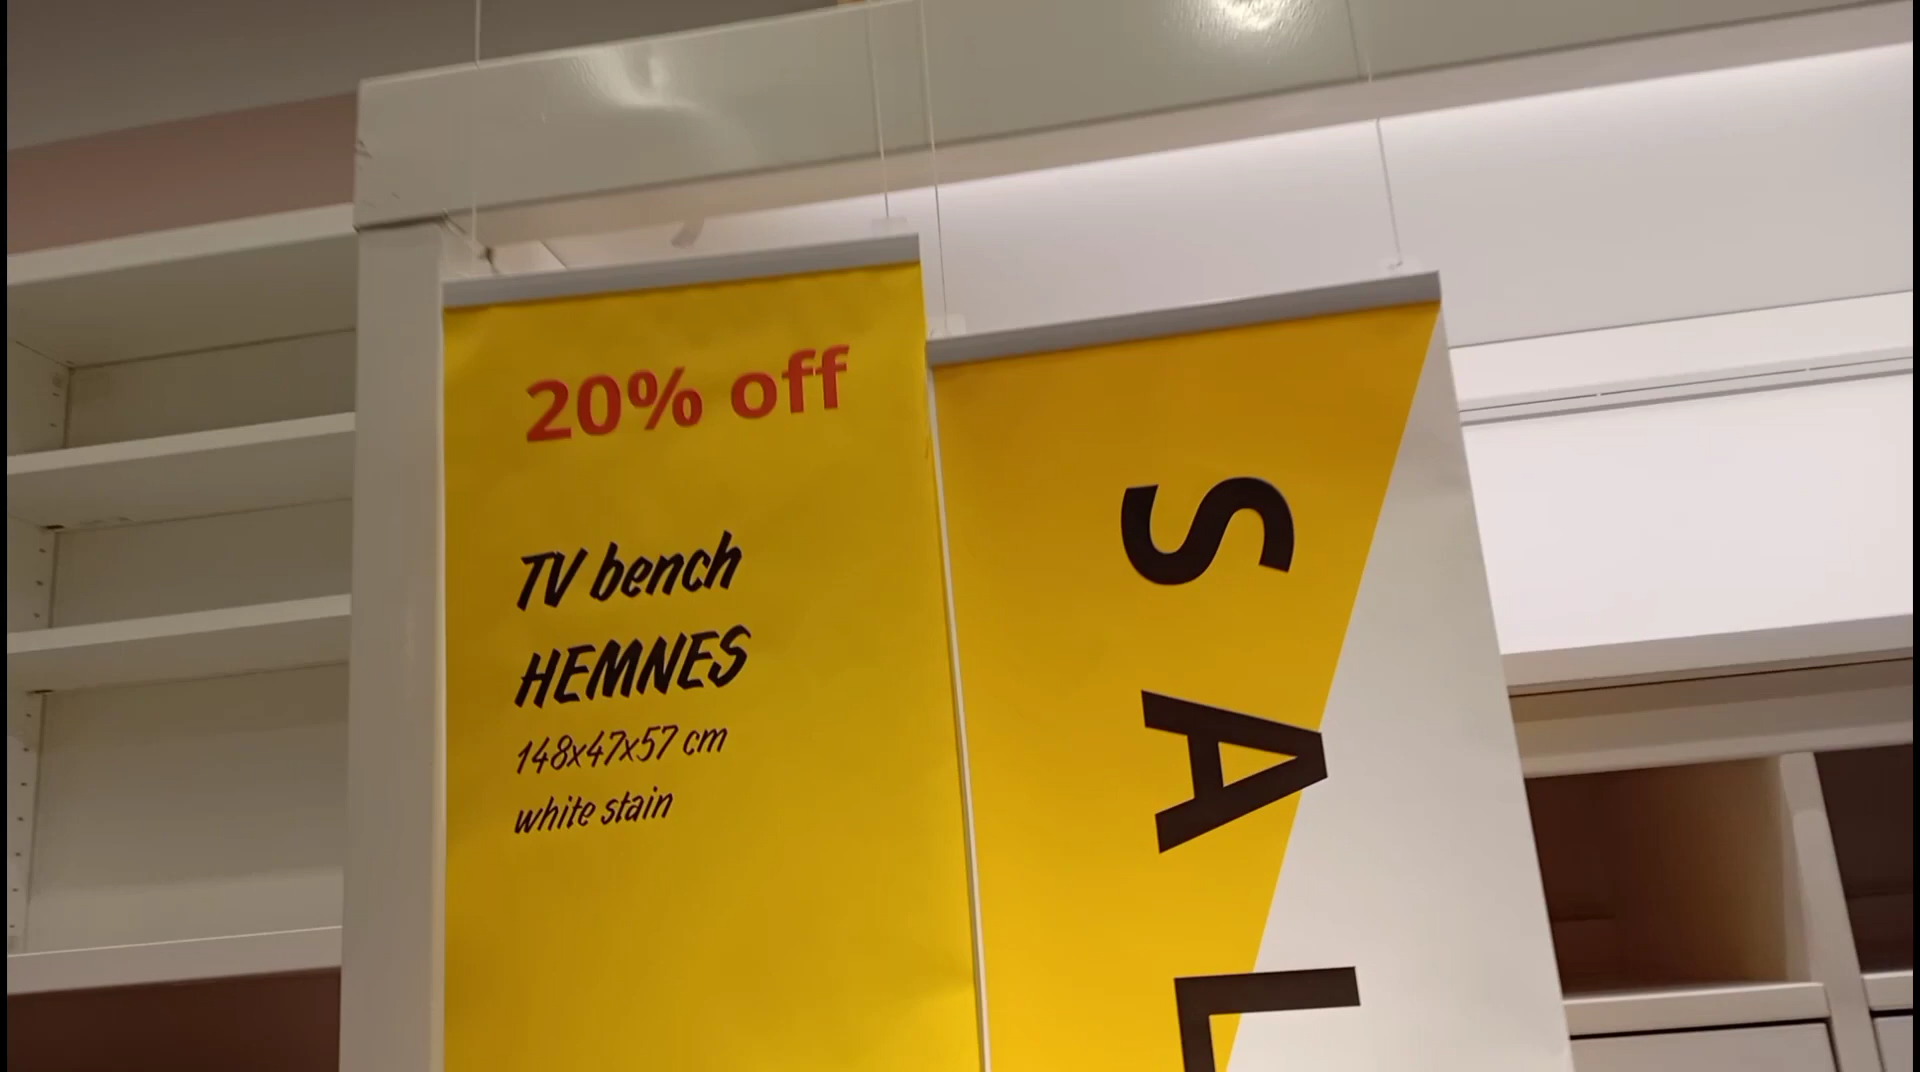 20% off
TV bench
HEMNES
148x47x57 cm
white stain
SAL